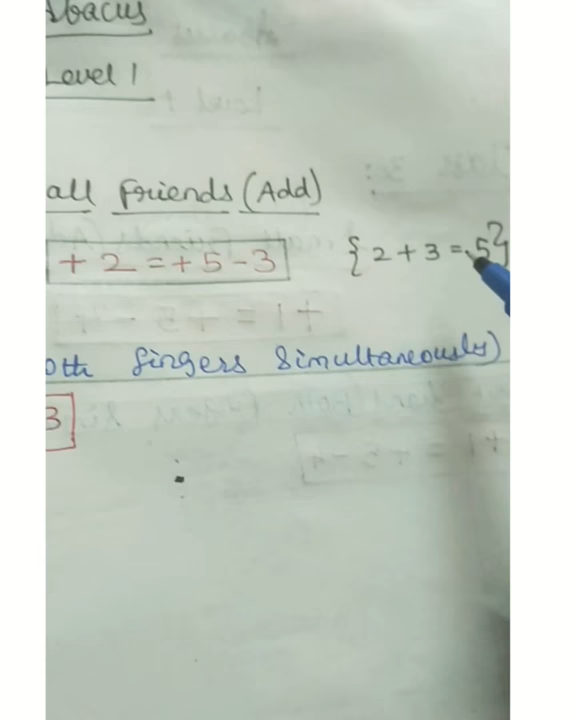 Abacus
Level 1
all Friends (Add)
+ 2 = + 5 - 3 { 2 + 3 = 5 }
oth fingers Simultaneously)
3